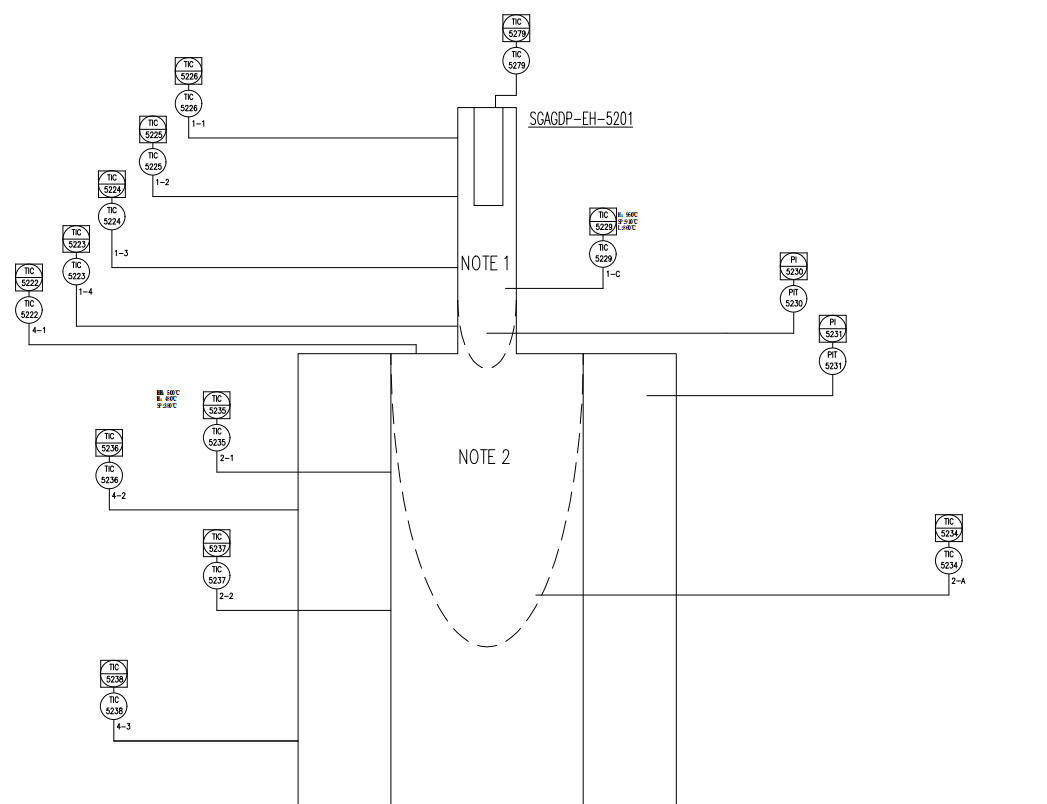 TIC
5279
TIC
5279
SGAGDP-EH-5201
TIC
5226
TIC
5226
1-1
TIC
5225
TIC
5225
1-2
TIC
5224
TIC
5224
1-3
TIC
5223
TIC
5223
1-4
TIC
5222
TIC
5222
4-1
NOTE 1
TIC
5229
TIC
5229
1-C
PI
5230
PIT
5230
PI
5231
PIT
5231
TIC
5235
TIC
5235
2-1
TIC
5236
TIC
5236
4-2
NOTE 2
TIC
5237
TIC
5237
2-2
TIC
5234
TIC
5234
2-A
TIC
5238
TIC
5238
4-3